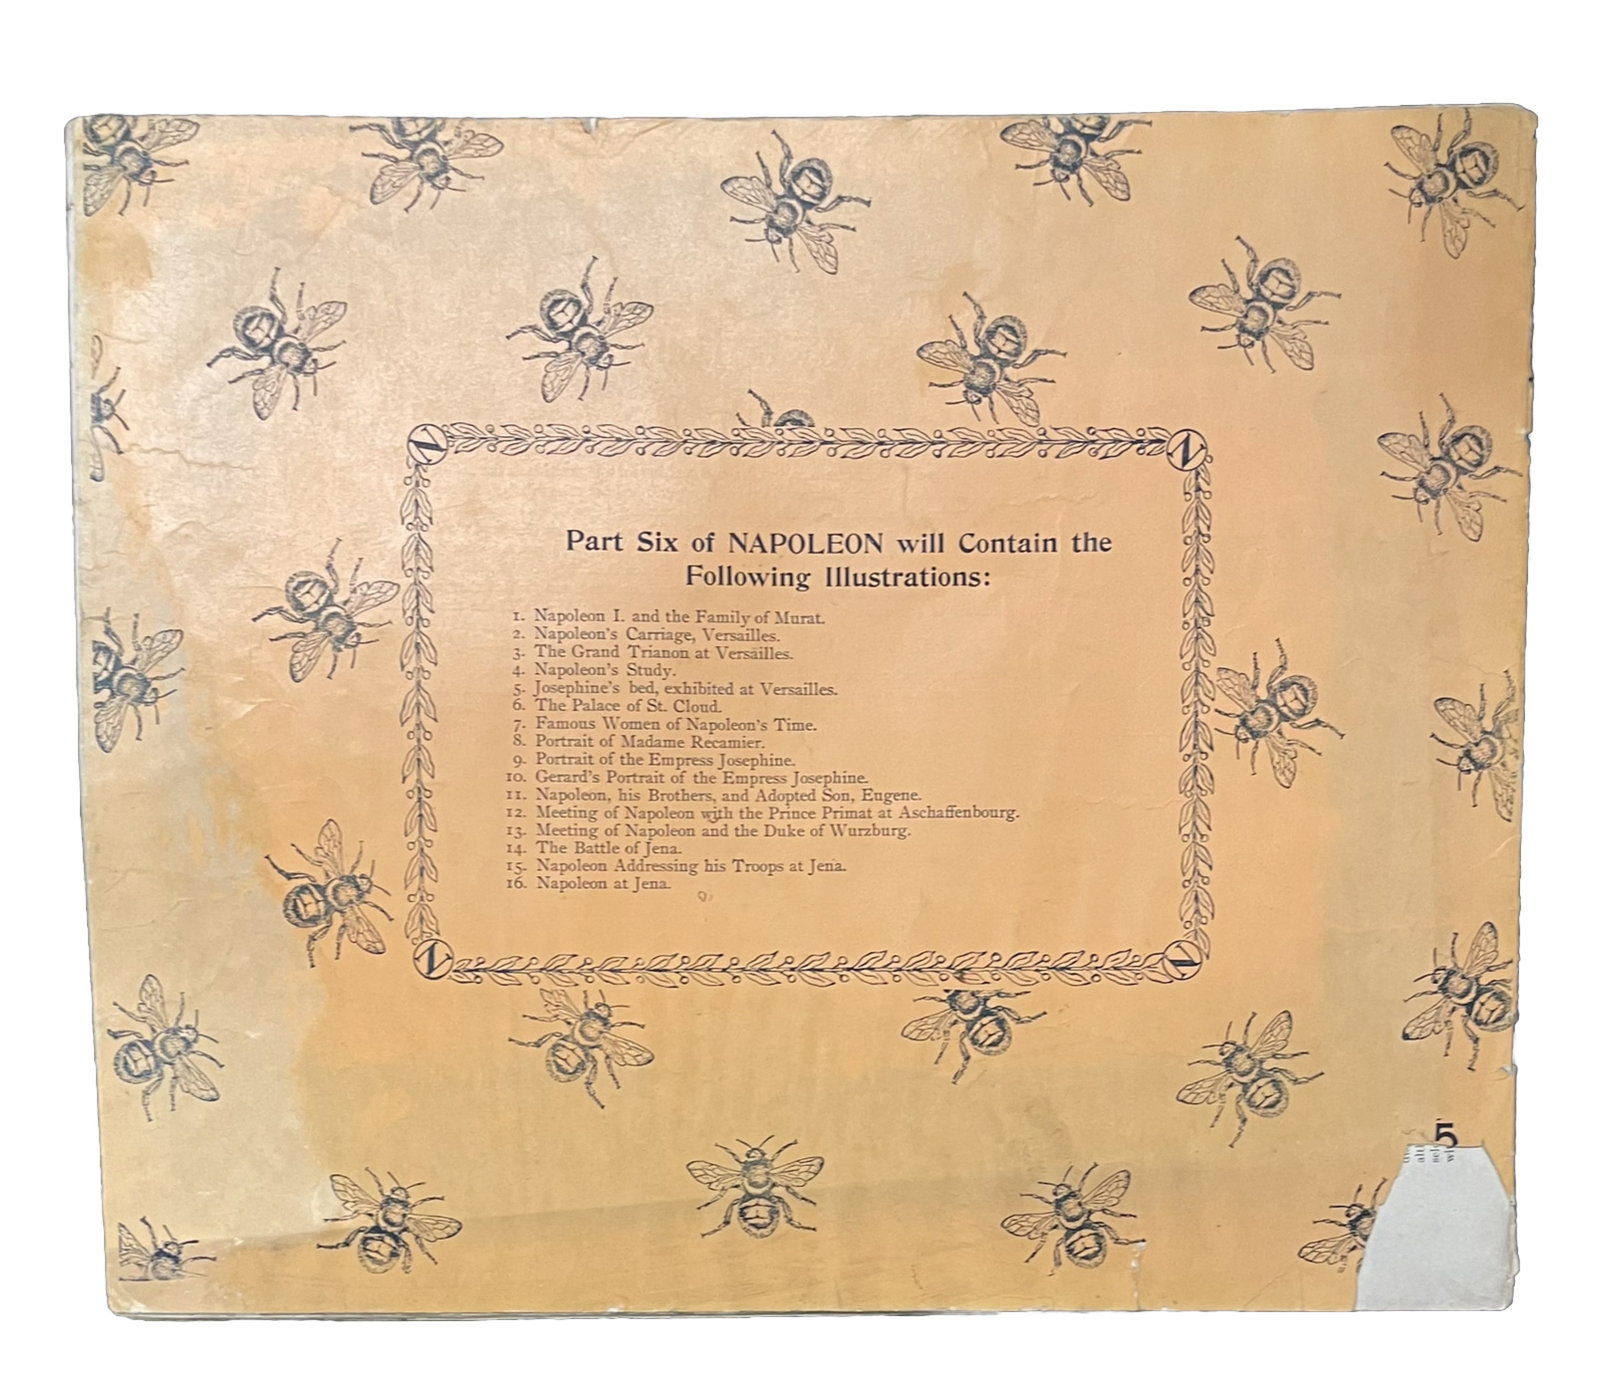 N N
Part Six of NAPOLEON will Contain the
Following Illustrations:
1. Napoleon I. and the Family of Murat.
2. Napoleon's Carriage, Versailles.
3. The Grand Trianon at Versailles.
4. Napoleon's Study.
5. Josephine's bed, exhibited at Versailles.
6. The Palace of St. Cloud.
7. Famous Women of Napoleon's Time.
8. Portrait of Madame Recamier.
9. Portrait of the Empress Josephine.
10. Gerard's Portrait of the Empress Josephine.
11. Napoleon, his Brothers, and Adopted Son, Eugene.
12. Meeting of Napoleon with the Prince Primat at Aschaffenbourg.
13. Meeting of Napoleon and the Duke of Wurzburg.
14. The Battle of Jena.
15. Napoleon Addressing his Troops at Jena.
16. Napoleon at Jena.
N N
5